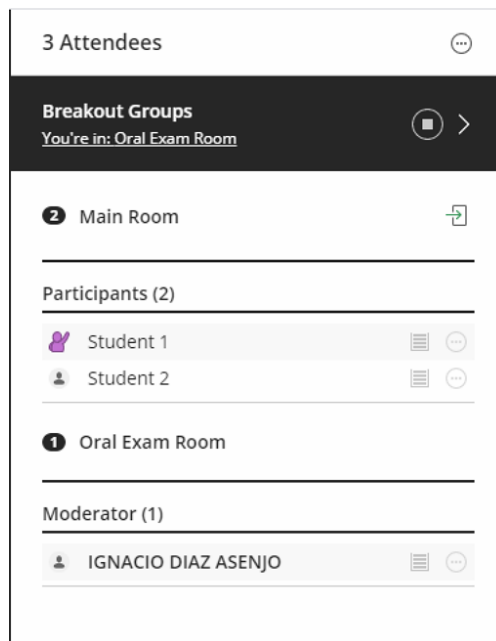 3 Attendees
Breakout Groups
You're in: Oral Exam Room
2 Main Room
Participants (2)
Student 1
Student 2
1 Oral Exam Room
Moderator (1)
IGNACIO DIAZ ASENJO